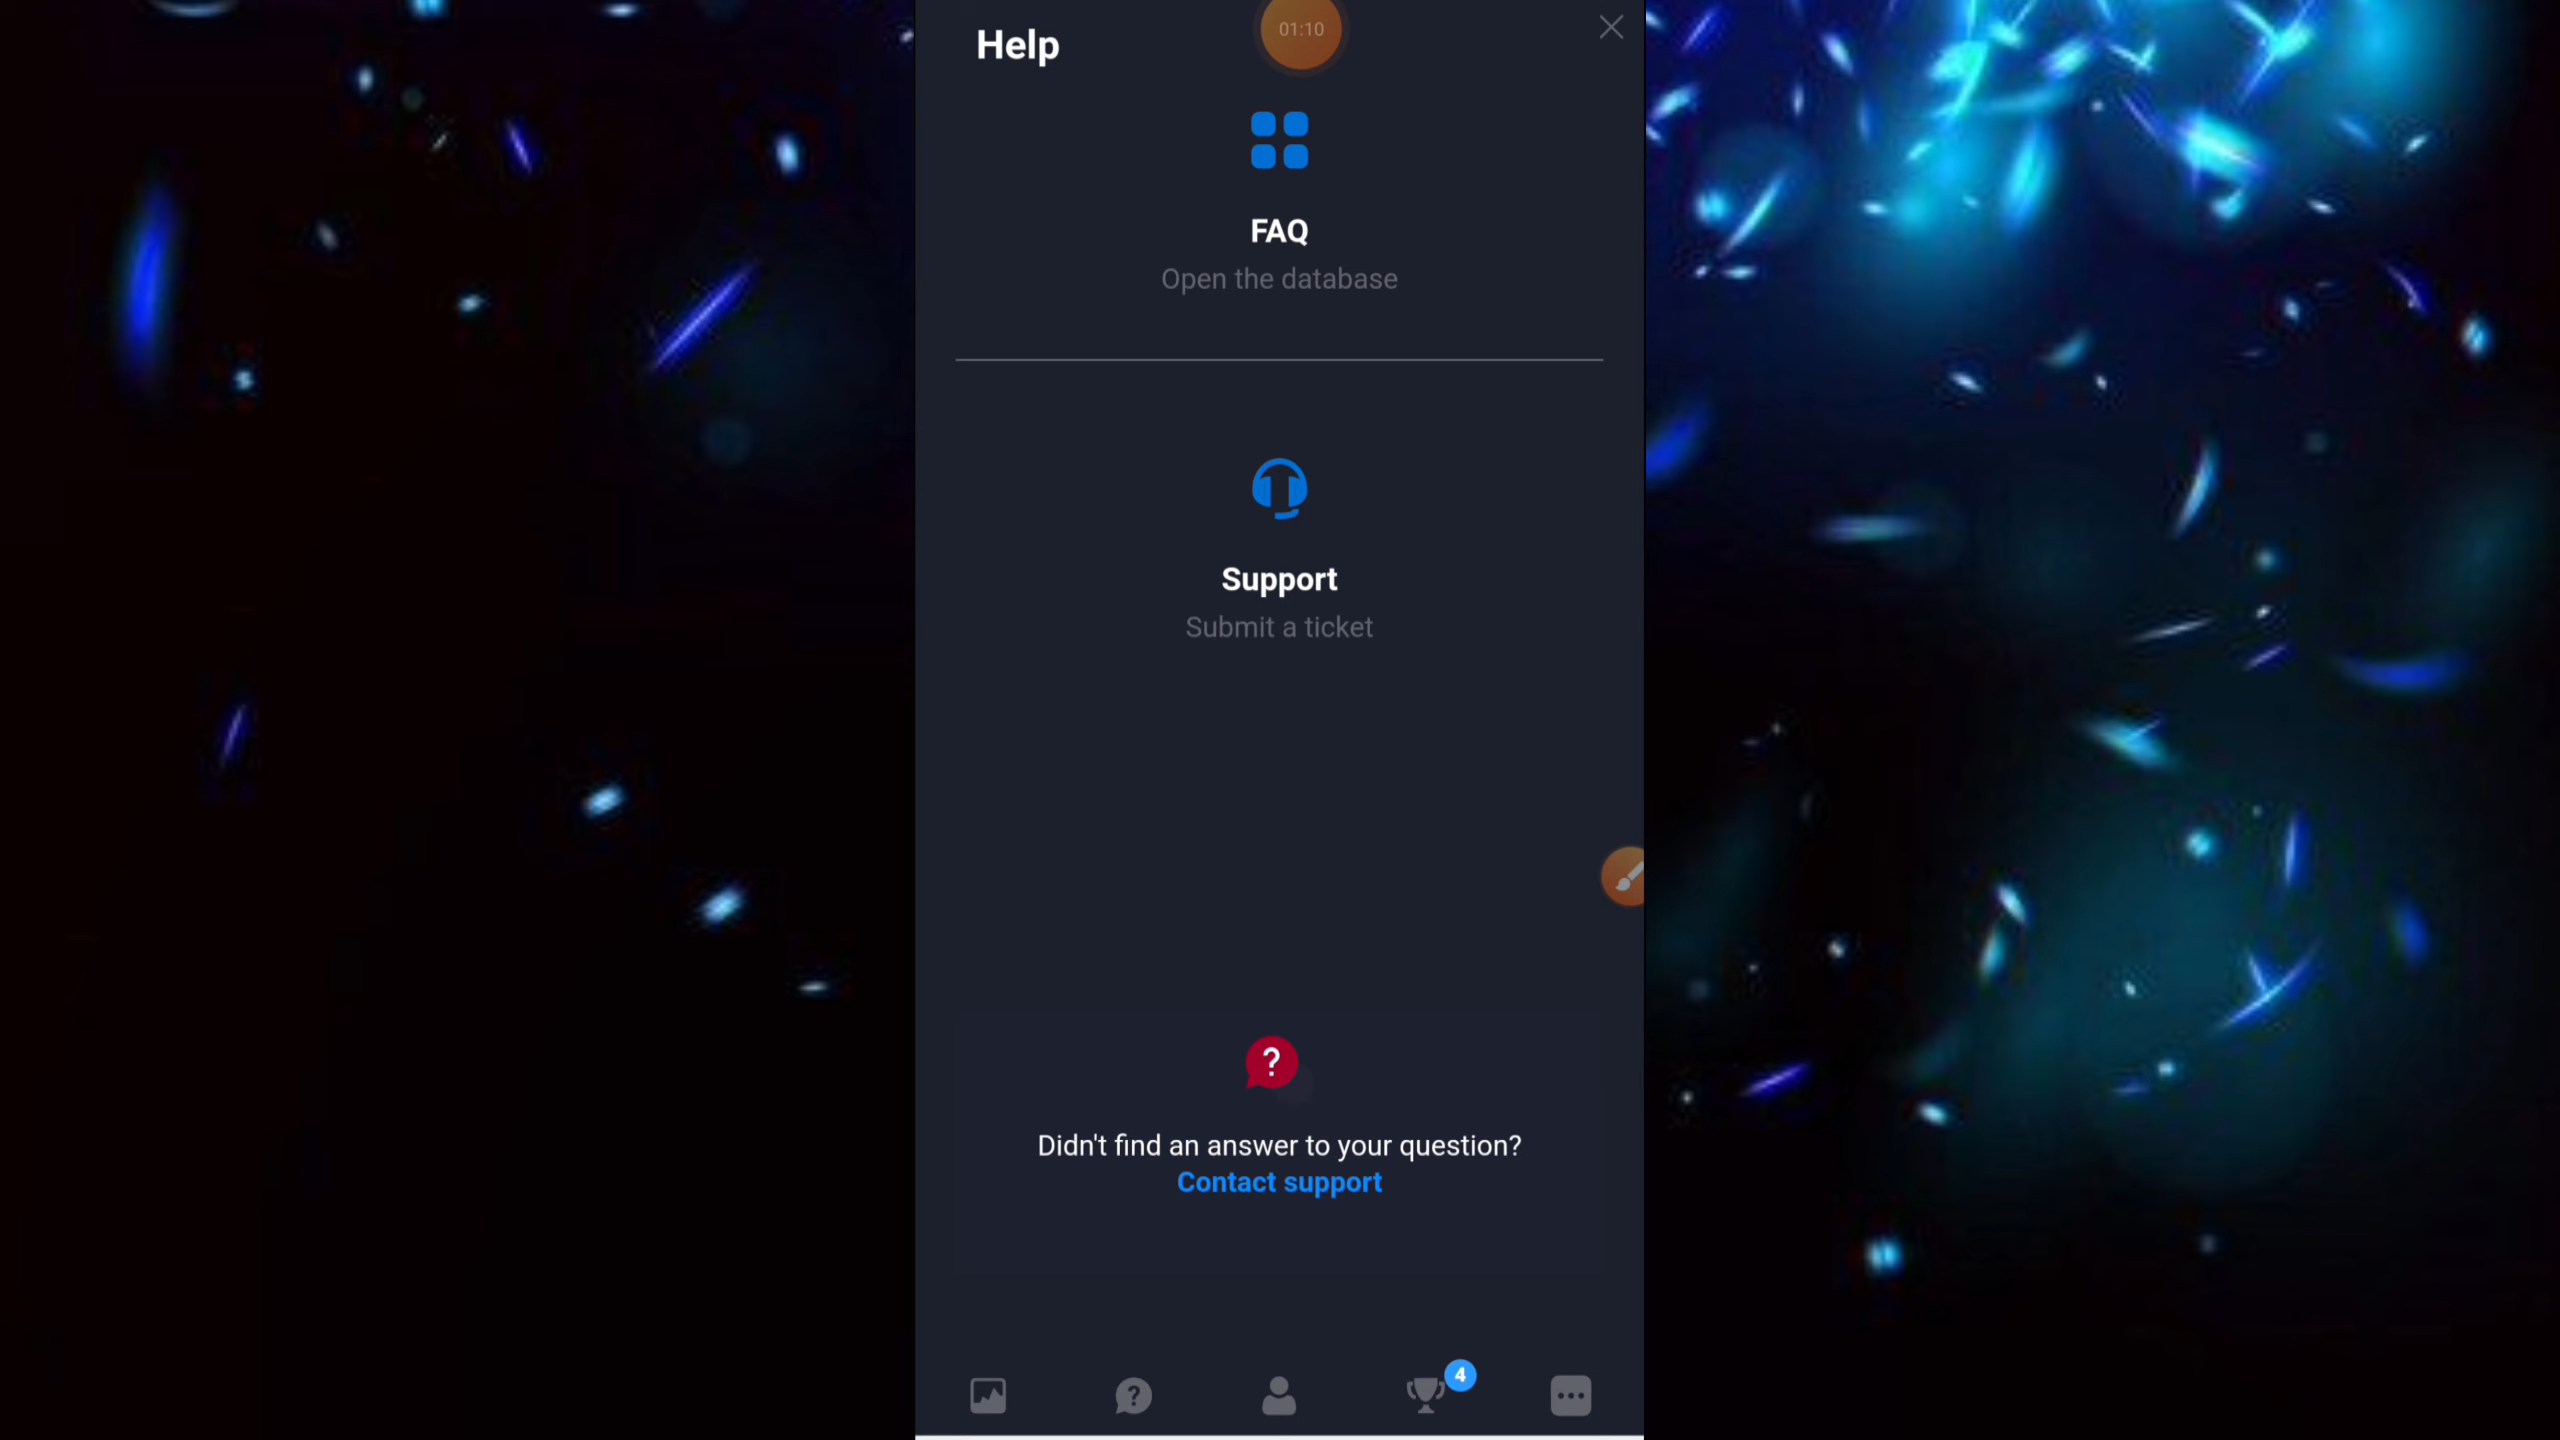 Help
01:10
FAQ
Open the database
Support
Submit a ticket
?
Didn't find an answer to your question?
Contact support
?
4